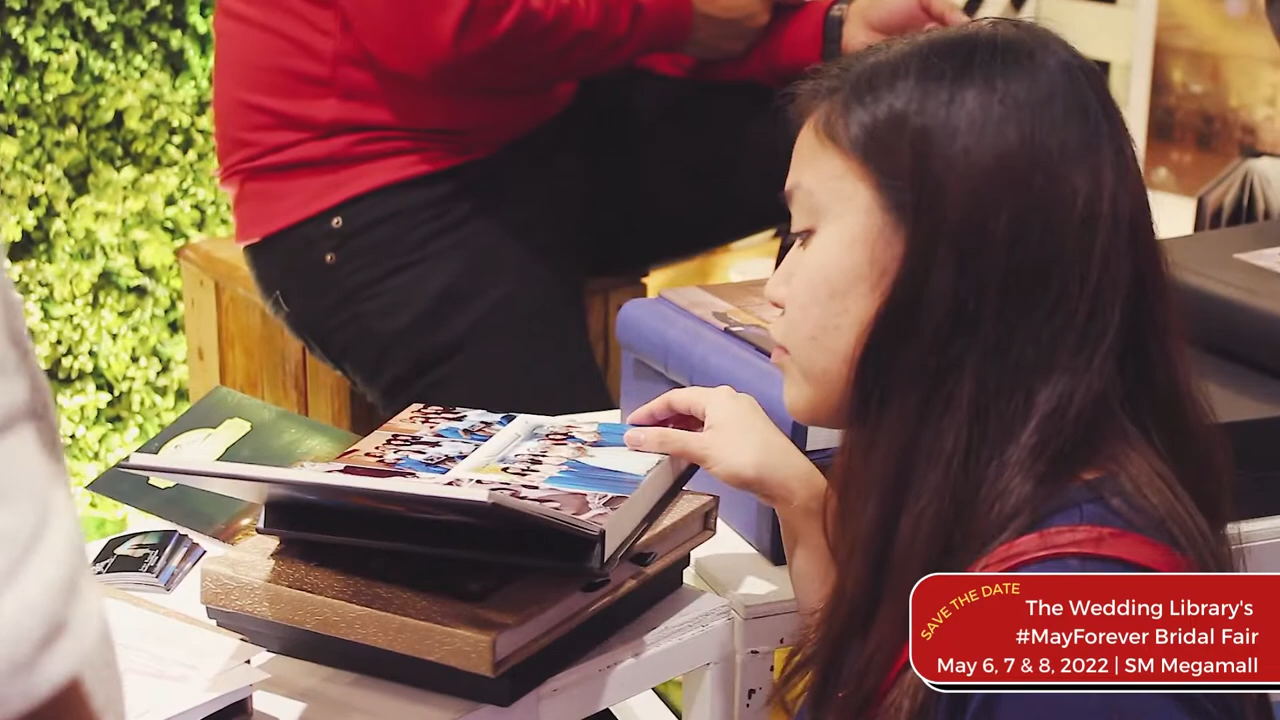 SAVE THE DATE
The Wedding Library's
#MayForever Bridal Fair
May 6, 7 & 8, 2022 | SM Megamall